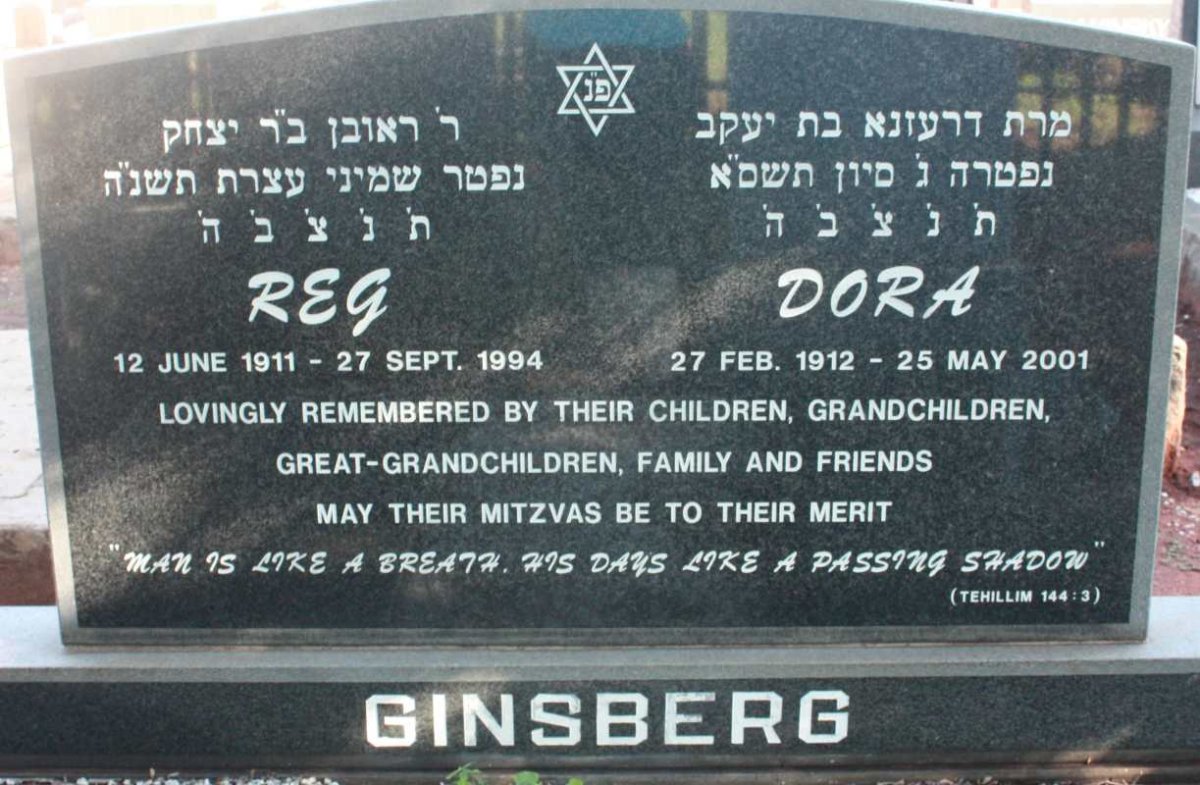 פ"נ
ר' ראובן ב"ר יצחק
נפטר שמיני עצרת תשנ"ה
ת' נ' צ' ב' ה'
REG
12 JUNE 1911 - 27 SEPT. 1994
מרת דרעזנא בת יעקב
נפטרה ג' סיון תשס"א
ת' נ' צ' ב' ה'
DORA
27 FEB. 1912 - 25 MAY 2001
LOVINGLY REMEMBERED BY THEIR CHILDREN, GRANDCHILDREN,
GREAT-GRANDCHILDREN, FAMILY AND FRIENDS
MAY THEIR MITZVAS BE TO THEIR MERIT
"MAN IS LIKE A BREATH. HIS DAYS LIKE A PASSING SHADOW"
(TEHILLIM 144:3)
GINSBERG